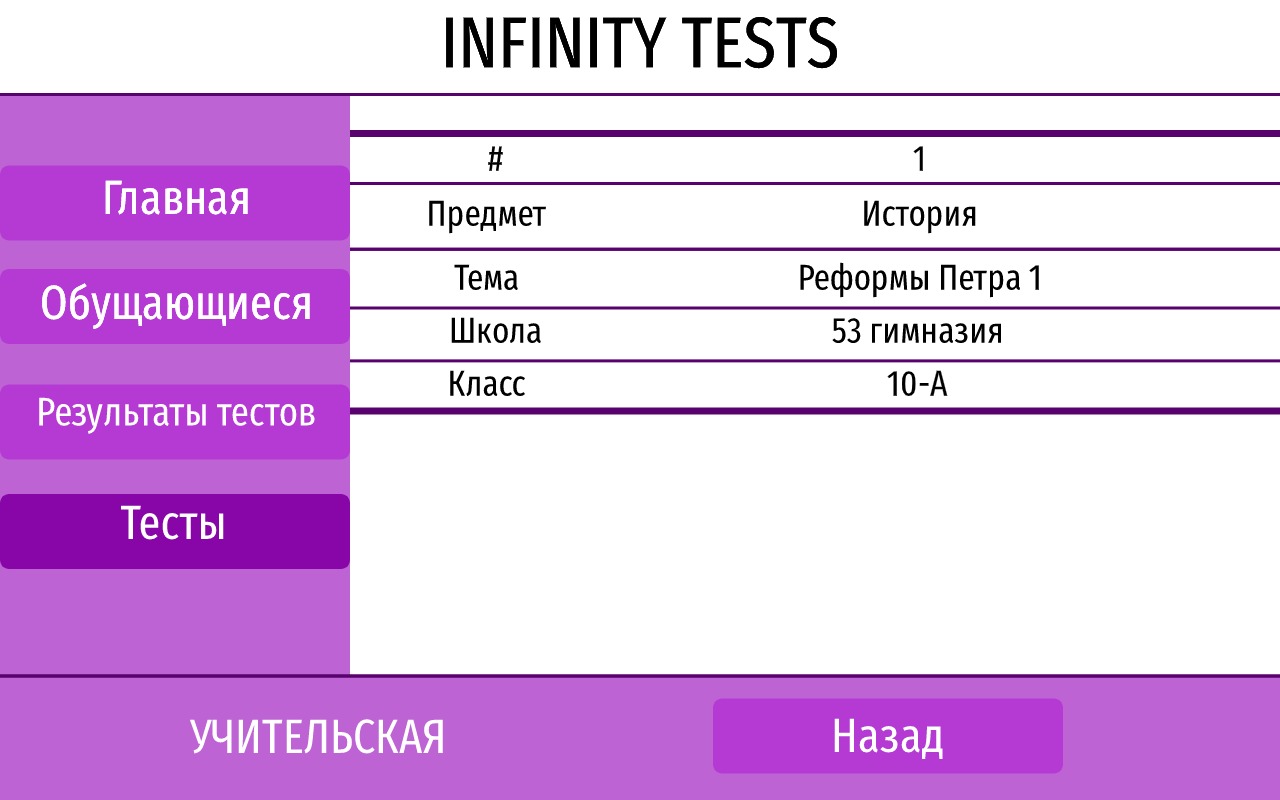 INFINITY TESTS
Главная
Обущающиеся
Результаты тестов
Тесты
# 1
Предмет История
Тема Реформы Петра 1
Школа 53 гимназия
Класс 10-А
УЧИТЕЛЬСКАЯ
Назад